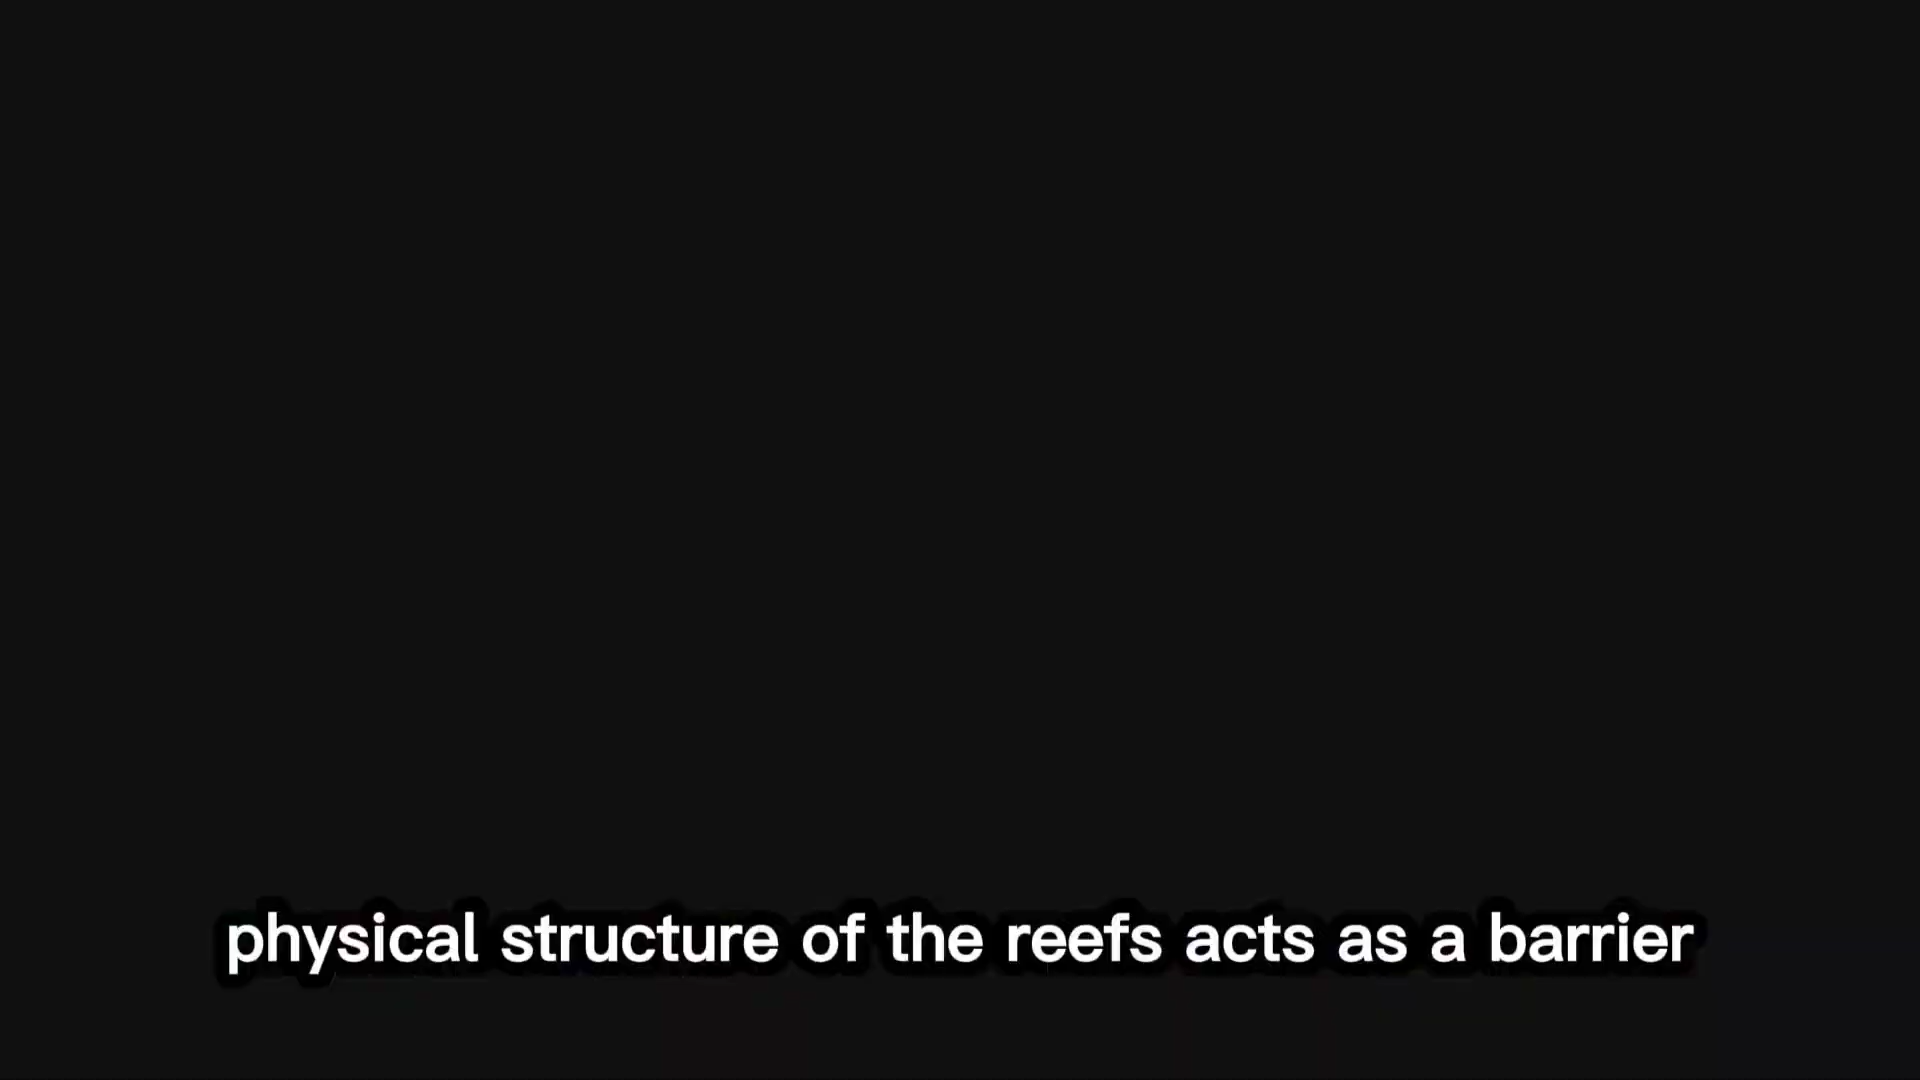 physical structure of the reefs acts as a barrier